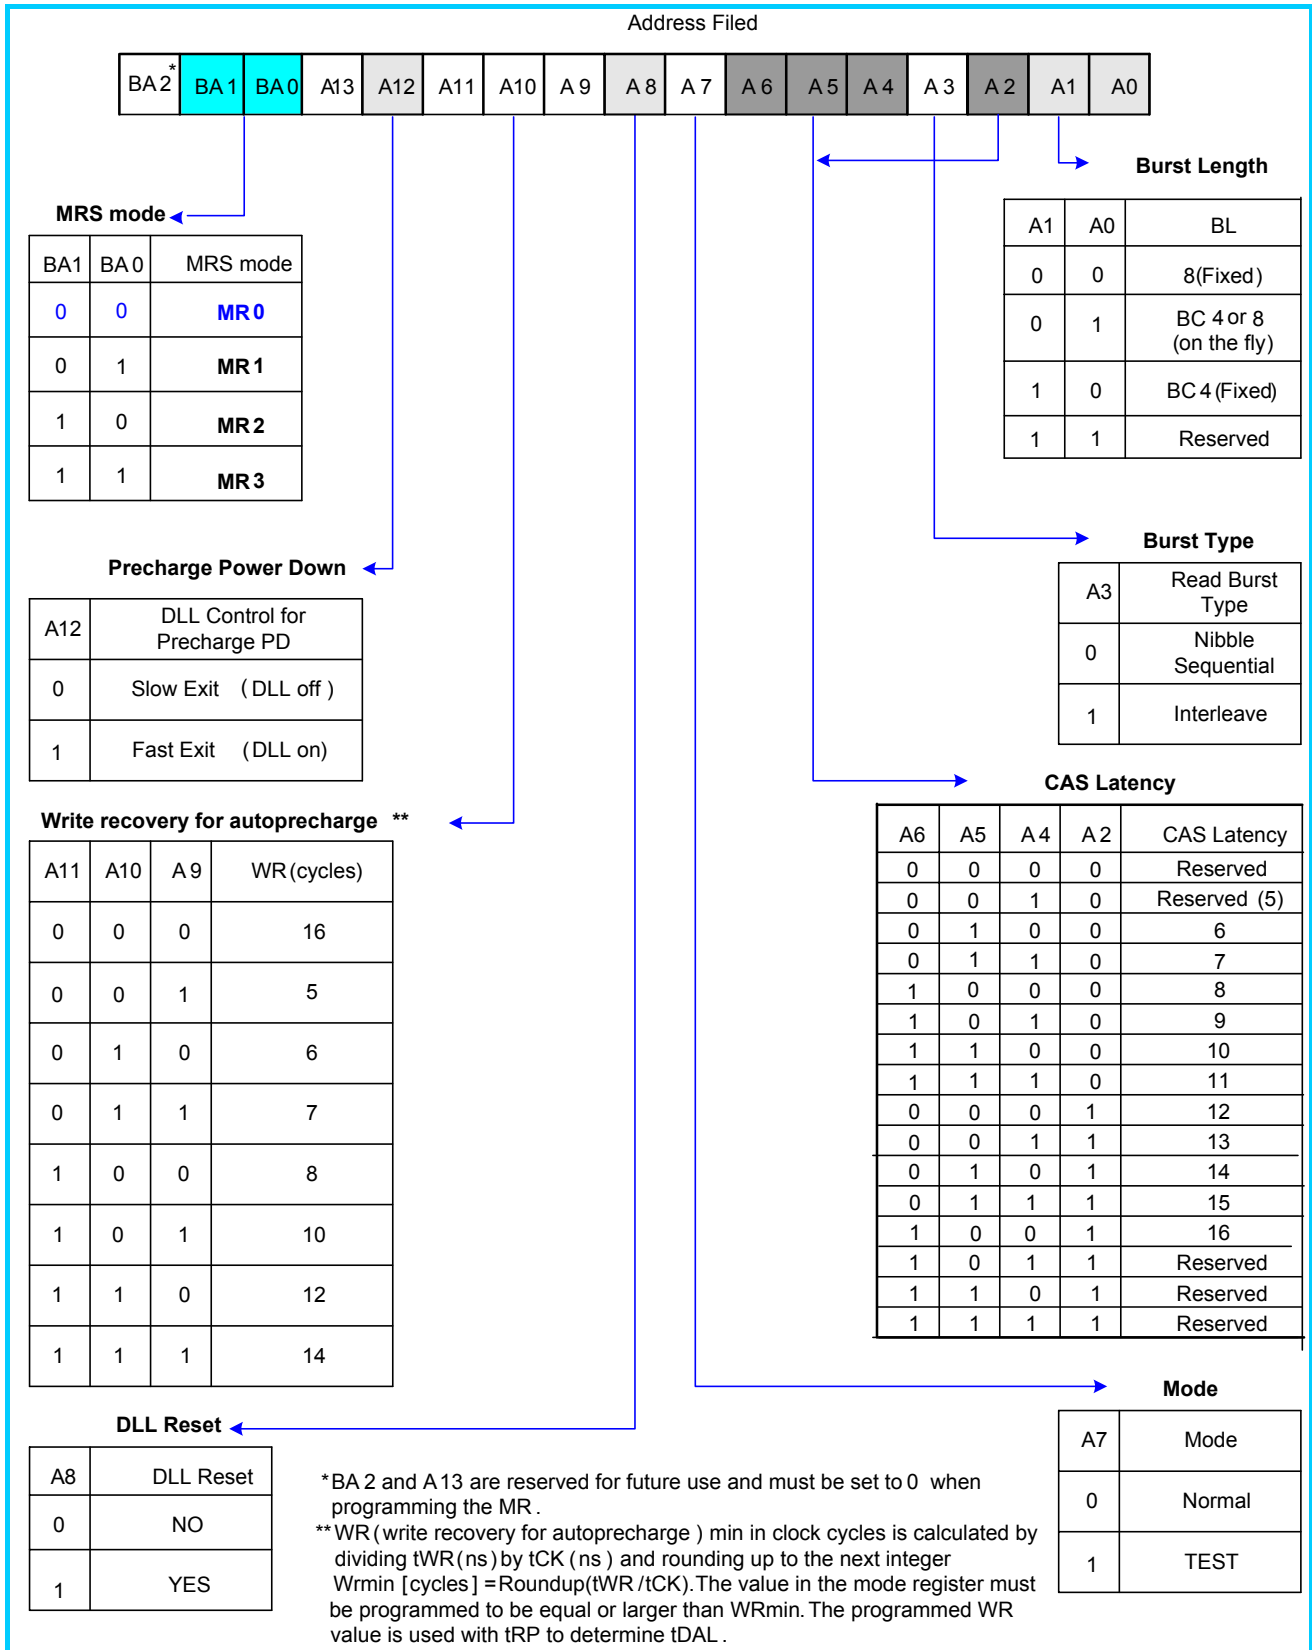 Address Filed
BA2* BA1 BA0 A13 A12 A11 A10 A9 A8 A7 A6 A5 A4 A3 A2 A1 A0
MRS mode
BA1 BA0 MRS mode
0 0 MR0
0 1 MR1
1 0 MR2
1 1 MR3
Burst Length
A1 A0 BL
0 0 8(Fixed)
0 1 BC 4 or 8
(on the fly)
1 0 BC 4 (Fixed)
1 1 Reserved
Precharge Power Down
A12 DLL Control for
Precharge PD
0 Slow Exit (DLL off)
1 Fast Exit (DLL on)
Burst Type
A3 Read Burst
Type
0 Nibble
Sequential
1 Interleave
Write recovery for autoprecharge **
A11 A10 A9 WR(cycles)
0 0 0 16
0 0 1 5
0 1 0 6
0 1 1 7
1 0 0 8
1 0 1 10
1 1 0 12
1 1 1 14
CAS Latency
A6 A5 A4 A2 CAS Latency
0 0 0 0 Reserved
0 0 1 0 Reserved (5)
0 1 0 0 6
0 1 1 0 7
1 0 0 0 8
1 0 1 0 9
1 1 0 0 10
1 1 1 0 11
0 0 0 1 12
0 0 1 1 13
0 1 0 1 14
0 1 1 1 15
1 0 0 1 16
1 0 1 1 Reserved
1 1 0 1 Reserved
1 1 1 1 Reserved
DLL Reset
A8 DLL Reset
0 NO
1 YES
Mode
A7 Mode
0 Normal
1 TEST
*BA2 and A13 are reserved for future use and must be set to 0 when
programming the MR.
**WR(write recovery for autoprecharge) min in clock cycles is calculated by
dividing tWR(ns) by tCK(ns) and rounding up to the next integer
Wrmin [cycles] =Roundup(tWR/tCK).The value in the mode register must
be programmed to be equal or larger than WRmin. The programmed WR
value is used with tRP to determine tDAL.